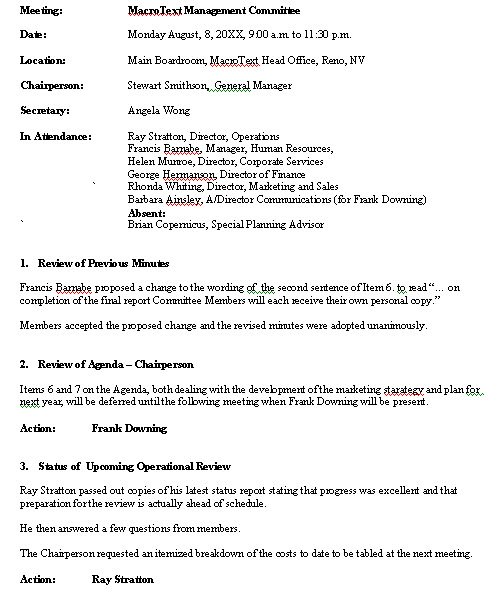 Meeting: MacroText Management Committee
Date: Monday August, 8, 20XX, 9:00 a.m. to 11:30 p.m.
Location: Main Boardroom, MacroText Head Office, Reno, NV
Chairperson: Stewart Smithson, General Manager
Secretary: Angela Wong
In Attendance: Ray Stratton, Director, Operations
Francis Barnabe, Manager, Human Resources,
Helen Munroe, Director, Corporate Services
George Hermanson, Director of Finance
` Rhonda Whiting, Director, Marketing and Sales
Barbara Ainsley, A/Director Communications (for Frank Downing)
Absent:
` Brian Copernicus, Special Planning Advisor
1. Review of Previous Minutes
Francis Barnabe proposed a change to the wording of the second sentence of Item 6. to read “… on
completion of the final report Committee Members will each receive their own personal copy.”
Members accepted the proposed change and the revised minutes were adopted unanimously.
2. Review of Agenda – Chairperson
Items 6 and 7 on the Agenda, both dealing with the development of the marketing starategy and plan for
next year, will be deferred until the following meeting when Frank Downing will be present.
Action: Frank Downing
3. Status of Upcoming Operational Review
Ray Stratton passed out copies of his latest status report stating that progress was excellent and that
preparation for the review is actually ahead of schedule.
He then answered a few questions from members.
The Chairperson requested an itemized breakdown of the costs to date to be tabled at the next meeting.
Action: Ray Stratton